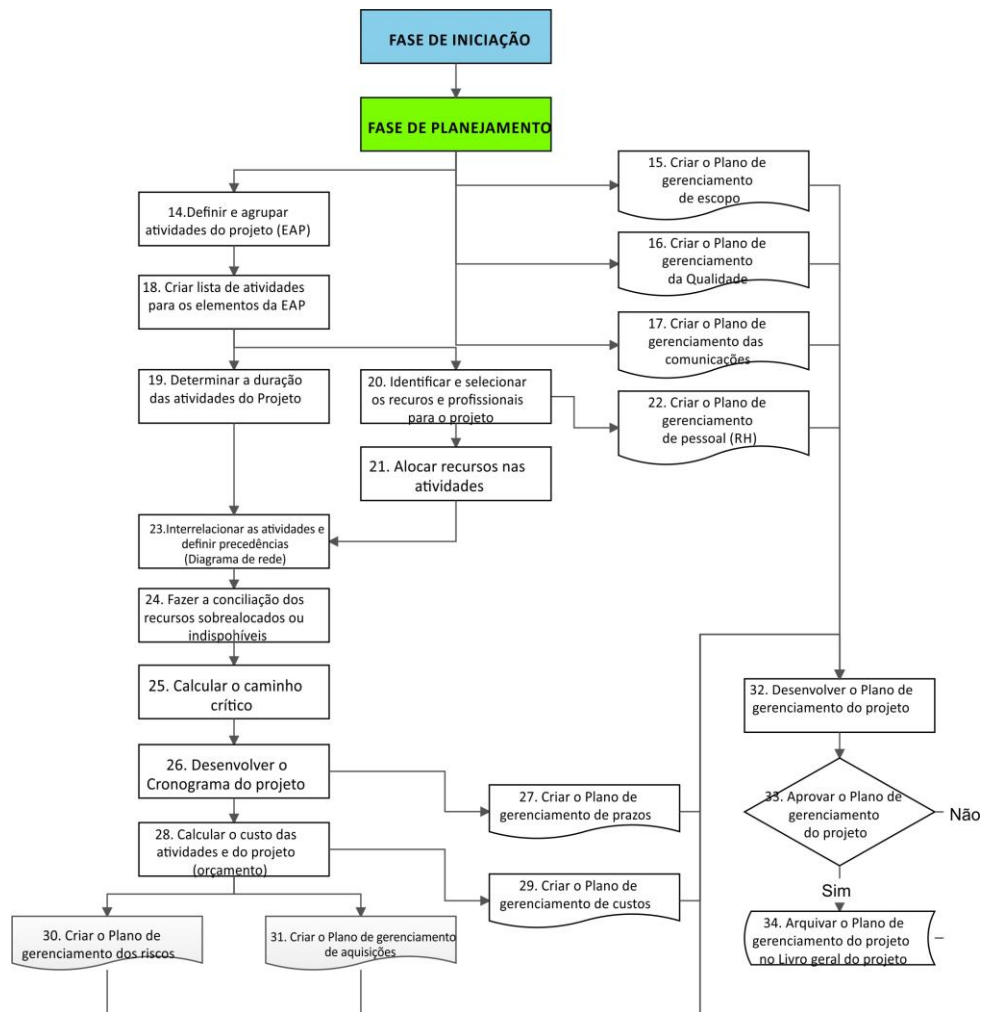 FASE DE INICIAÇÃO
FASE DE PLANEJAMENTO
15. Criar o Plano de
gerenciamento
de escopo
14.Definir e agrupar
atividades do projeto (EAP)
16. Criar o Plano de
gerenciamento
da Qualidade
18. Criar lista de atividades
para os elementos da EAP
17. Criar o Plano de
gerenciamento das
comunicações
19. Determinar a duração
das atividades do Projeto
20. Identificar e selecionar
os recuros e profissionais
para o projeto
22. Criar o Plano de
gerenciamento
de pessoal (RH)
21. Alocar recursos nas
atividades
23.Interrelacionar as atividades e
definir precedências
(Diagrama de rede)
24. Fazer a conciliação dos
recursos sobrealocados ou
indispohíveis
25. Calcular o caminho
crítico
32. Desenvolver o Plano de
gerenciamento do projeto
26. Desenvolver o
Cronograma do projeto
27. Criar o Plano de
gerenciamento de prazos
33. Aprovar o Plano de
gerenciamento
do projeto
Não
28. Calcular o custo das
atividades e do projeto
(orçamento)
29. Criar o Plano de
gerenciamento de custos
Sim
30. Criar o Plano de
gerenciamento dos riscos
31. Criar o Plano de gerenciamento
de aquisições
34. Arquivar o Plano de
gerenciamento do projeto
no Livro geral do projeto